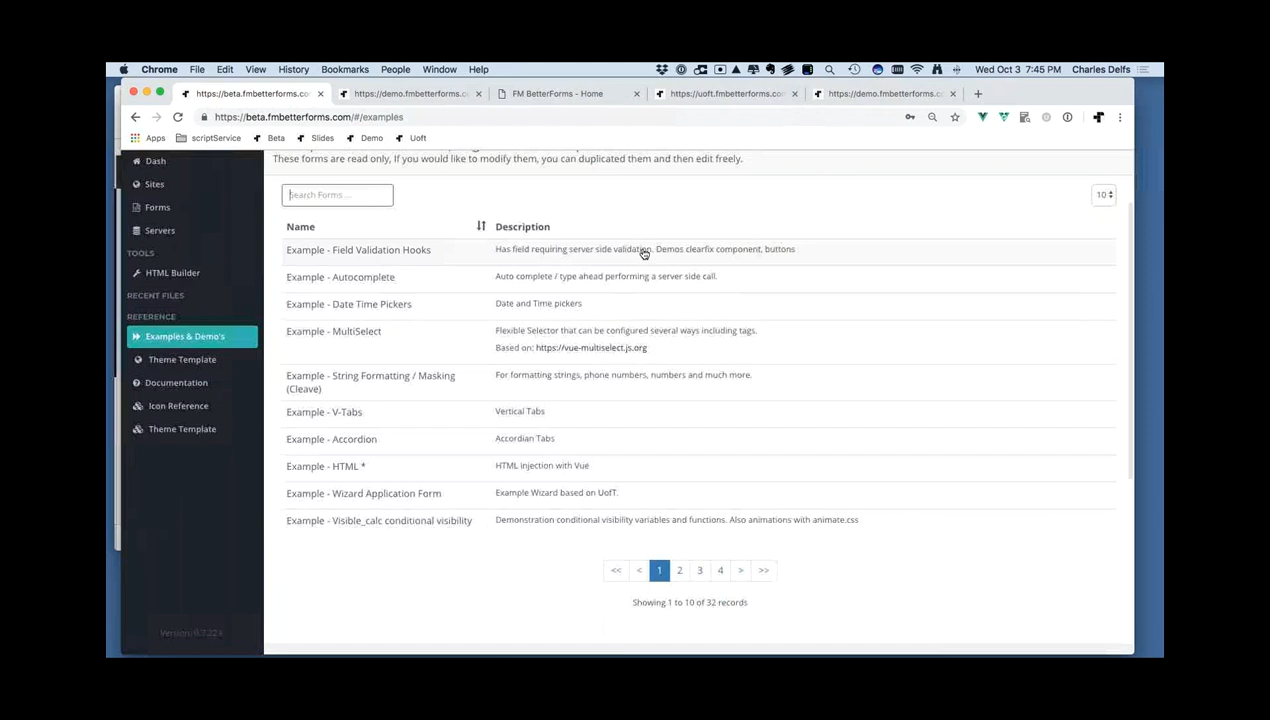 Chrome File Edit View History Bookmarks People Window Help Wed Oct 3 7:45 PM Charles Delfs
https://beta.fmbetterforms.com/ https://demo.fmbetterforms.c FM BetterForms - Home https://uoft.fmbetterforms.com/ https://demo.fmbetterforms.c
https://beta.fmbetterforms.com/#/examples
Apps scriptService Beta Slides Demo Uoft
These forms are read only, If you would like to modify them, you can duplicated them and then edit freely.
Dash
Sites
Forms
Servers
TOOLS
HTML Builder
RECENT FILES
REFERENCE
Examples & Demo's
Theme Template
Documentation
Icon Reference
Theme Template
Version: 0.7.223
Search Forms ...
10
Name Description
Example - Field Validation Hooks Has field requiring server side validation. Demos clearfix component, buttons
Example - Autocomplete Auto complete / type ahead performing a server side call.
Example - Date Time Pickers Date and Time pickers
Example - MultiSelect Flexible Selector that can be configured several ways including tags.
Based on: https://vue-multiselect.js.org
Example - String Formatting / Masking For formatting strings, phone numbers, numbers and much more.
(Cleave)
Example - V-Tabs Vertical Tabs
Example - Accordion Accordian Tabs
Example - HTML * HTML injection with Vue
Example - Wizard Application Form Example Wizard based on UofT.
Example - Visible_calc conditional visibility Demonstration conditional visibility variables and functions. Also animations with animate.css
<< < 1 2 3 4 > >>
Showing 1 to 10 of 32 records